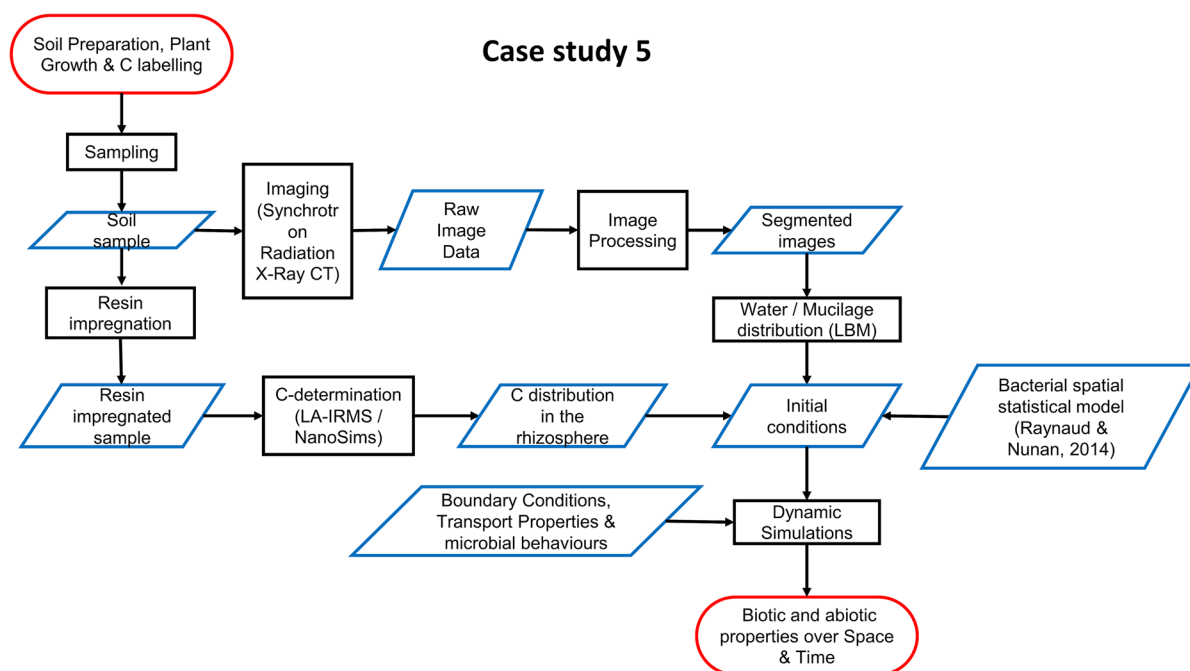 Case study 5
Soil Preparation, Plant
Growth & C labelling
Sampling
Soil
sample
Imaging
(Synchrotr
on
Radiation
X-Ray CT)
Raw
Image
Data
Image
Processing
Segmented
images
Resin
impregnation
Water / Mucilage
distribution (LBM)
Resin
impregnated
sample
C-determination
(LA-IRMS /
NanoSims)
C distribution
in the
rhizosphere
Initial
conditions
Bacterial spatial
statistical model
(Raynaud &
Nunan, 2014)
Boundary Conditions,
Transport Properties &
microbial behaviours
Dynamic
Simulations
Biotic and abiotic
properties over Space
& Time